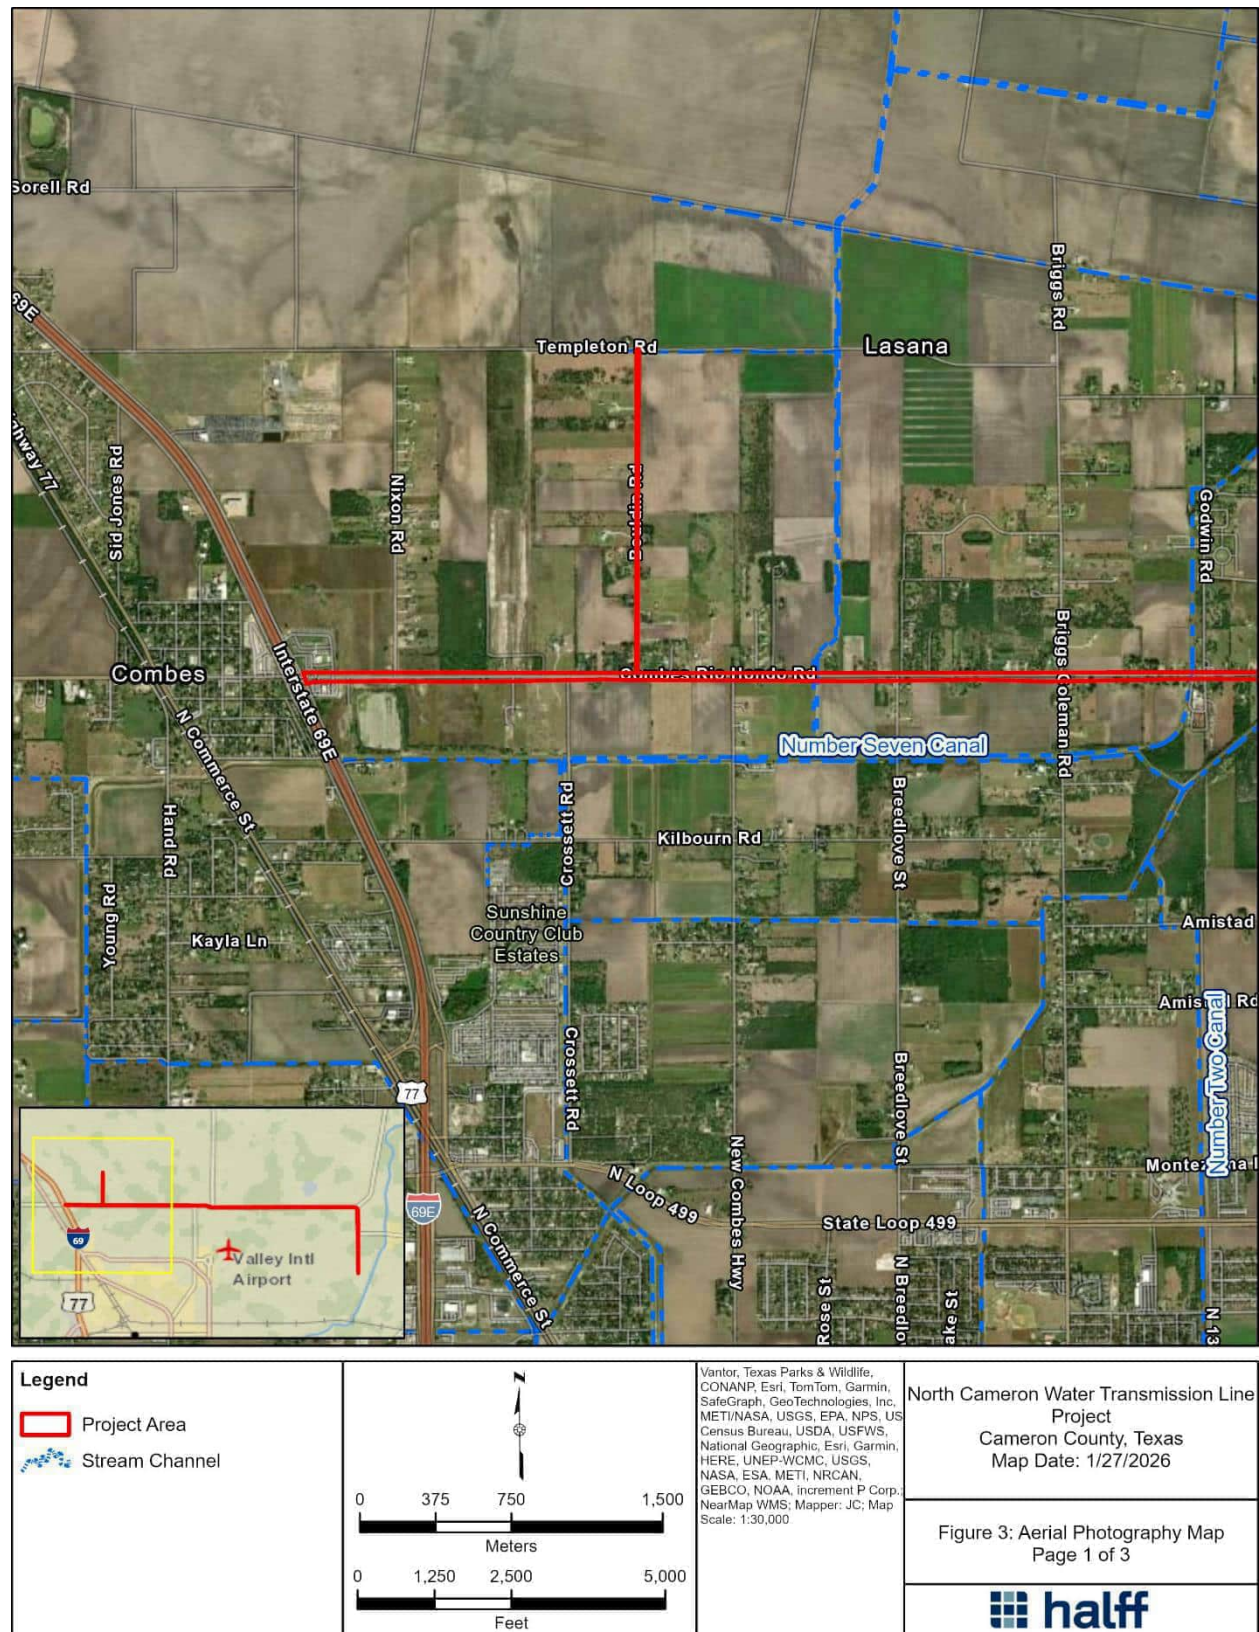 Sorell Rd
69E
Templeton Rd
Lasana
Briggs Rd
Sid Jones Rd
Nixon Rd
Godwin Rd
Combes
Interstate 69E
Combes Rio Hondo Rd
Briggs Coleman Rd
N Commerce St
Number Seven Canal
Hand Rd
Crossett Rd
Kilbourn Rd
Breedlove St
Young Rd
Kayla Ln
Sunshine
Country Club
Estates
Amistad
Number Two Canal
Crossett Rd
Breedlove St
77
New Combes Hwy
N Loop 499
State Loop 499
69E
N Commerce St
Rose St
N Breedlo
ake St
N 13
69
Valley Intl
Airport
77
Legend
Project Area
Stream Channel
N
0 375 750 1,500
Meters
0 1,250 2,500 5,000
Feet
Vantor, Texas Parks & Wildlife,
CONANP, Esri, TomTom, Garmin,
SafeGraph, GeoTechnologies, Inc,
METI/NASA, USGS, EPA, NPS, US
Census Bureau, USDA, USFWS,
National Geographic, Esri, Garmin,
HERE, UNEP-WCMC, USGS,
NASA, ESA, METI, NRCAN,
GEBCO, NOAA, increment P Corp.;
NearMap WMS; Mapper: JC; Map
Scale: 1:30,000
North Cameron Water Transmission Line
Project
Cameron County, Texas
Map Date: 1/27/2026
Figure 3: Aerial Photography Map
Page 1 of 3
halff